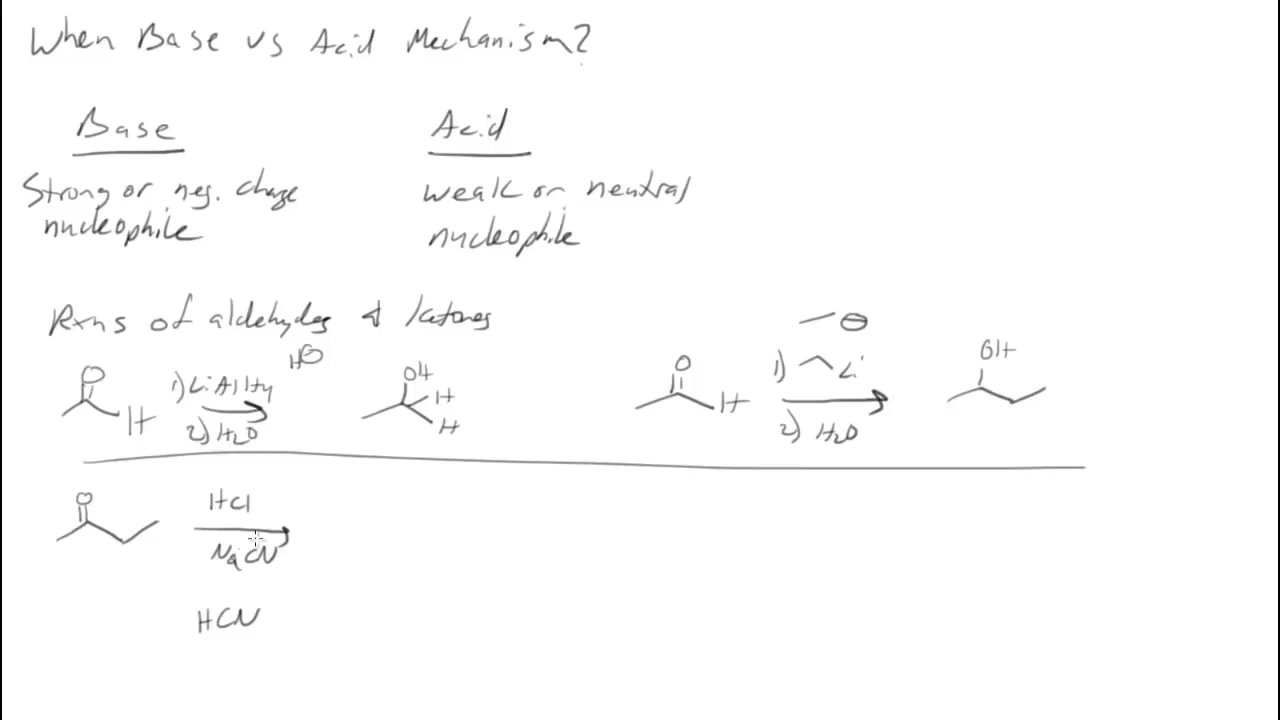 When Base vs Acid Mechanism?
Base
Acid
Strong or neg. charge
nucleophile
weak or neutral
nucleophile
Rxns of aldehydes & ketones
H⊖
O
H
1) LiAlH4
2) H2O
OH
H
H
O
H
⊖
1) Li
2) H2O
OH
O
HCl
NaCN
HCN